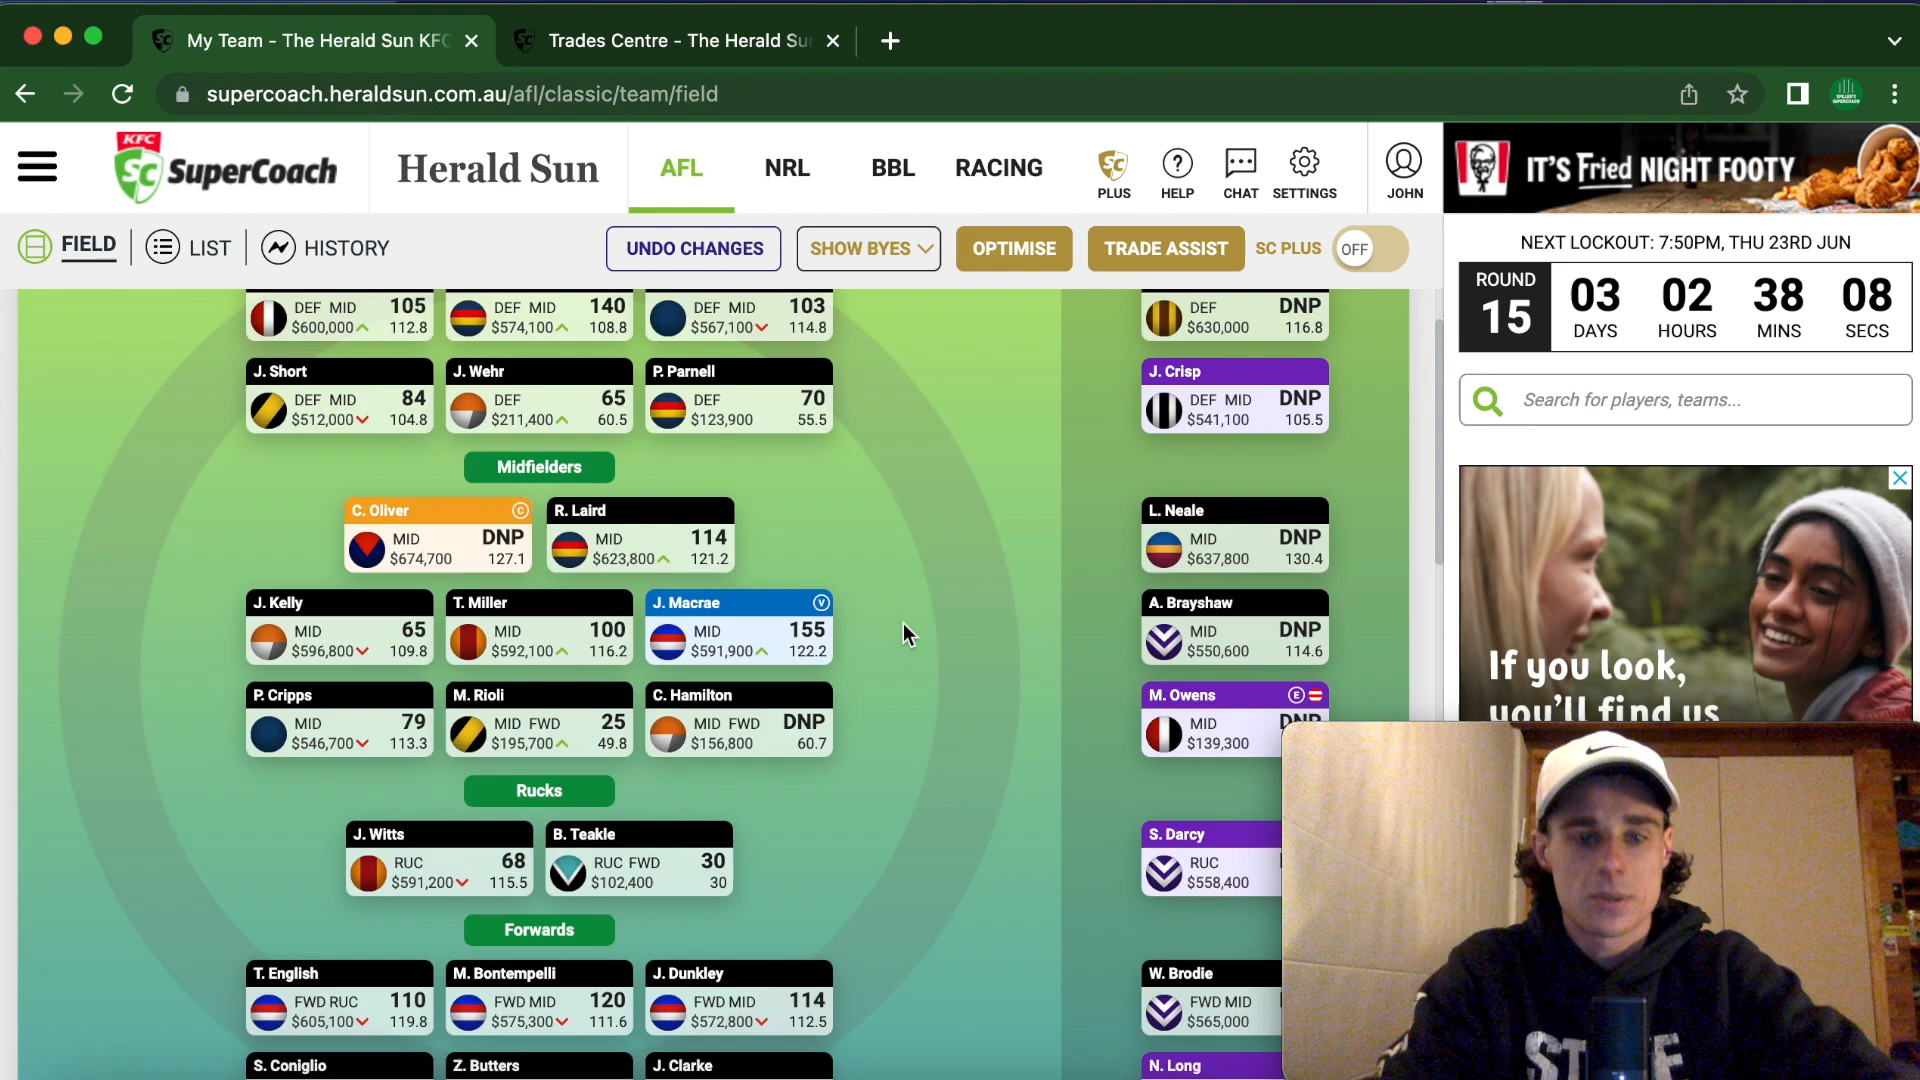 My Team - The Herald Sun KFC
Trades Centre - The Herald Su
supercoach.heraldsun.com.au/afl/classic/team/field
KFC
SC SuperCoach
Herald Sun
AFL
NRL
BBL
RACING
SC
PLUS
?
HELP
CHAT
SETTINGS
JOHN
IT'S Fried NIGHT FOOTY
FIELD
LIST
HISTORY
UNDO CHANGES
SHOW BYES
OPTIMISE
TRADE ASSIST
SC PLUS
OFF
NEXT LOCKOUT: 7:50PM, THU 23RD JUN
ROUND
15
03
DAYS
02
HOURS
38
MINS
08
SECS
Search for players, teams...
DEF MID 105
$600,000 112.8
DEF MID 140
$574,100 108.8
DEF MID 103
$567,100 114.8
DEF DNP
$630,000 116.8
J. Short
DEF MID 84
$512,000 104.8
J. Wehr
DEF 65
$211,400 60.5
P. Parnell
DEF 70
$123,900 55.5
J. Crisp
DEF MID DNP
$541,100 105.5
Midfielders
C. Oliver C
MID DNP
$674,700 127.1
R. Laird
MID 114
$623,800 121.2
L. Neale
MID DNP
$637,800 130.4
J. Kelly
MID 65
$596,800 109.8
T. Miller
MID 100
$592,100 116.2
J. Macrae V
MID 155
$591,900 122.2
A. Brayshaw
MID DNP
$550,600 114.6
P. Cripps
MID 79
$546,700 113.3
M. Rioli
MID FWD 25
$195,700 49.8
C. Hamilton
MID FWD DNP
$156,800 60.7
M. Owens E
MID DNP
$139,300
Rucks
J. Witts
RUC 68
$591,200 115.5
B. Teakle
RUC FWD 30
$102,400 30
S. Darcy
RUC
$558,400
Forwards
T. English
FWD RUC 110
$605,100 119.8
M. Bontempelli
FWD MID 120
$575,300 111.6
J. Dunkley
FWD MID 114
$572,800 112.5
W. Brodie
FWD MID
$565,000
S. Coniglio
Z. Butters
J. Clarke
N. Long
If you look,
you'll find us